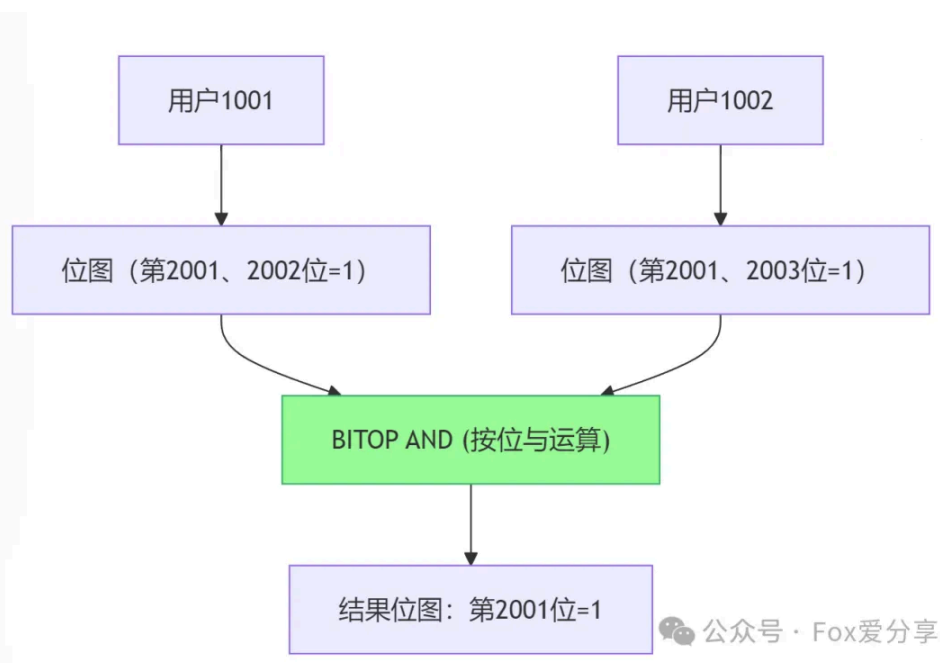 用户1001
用户1002
位图（第2001、2002位=1）
位图（第2001、2003位=1）
BITOP AND (按位与运算)
结果位图：第2001位=1
公众号 · Fox爱分享